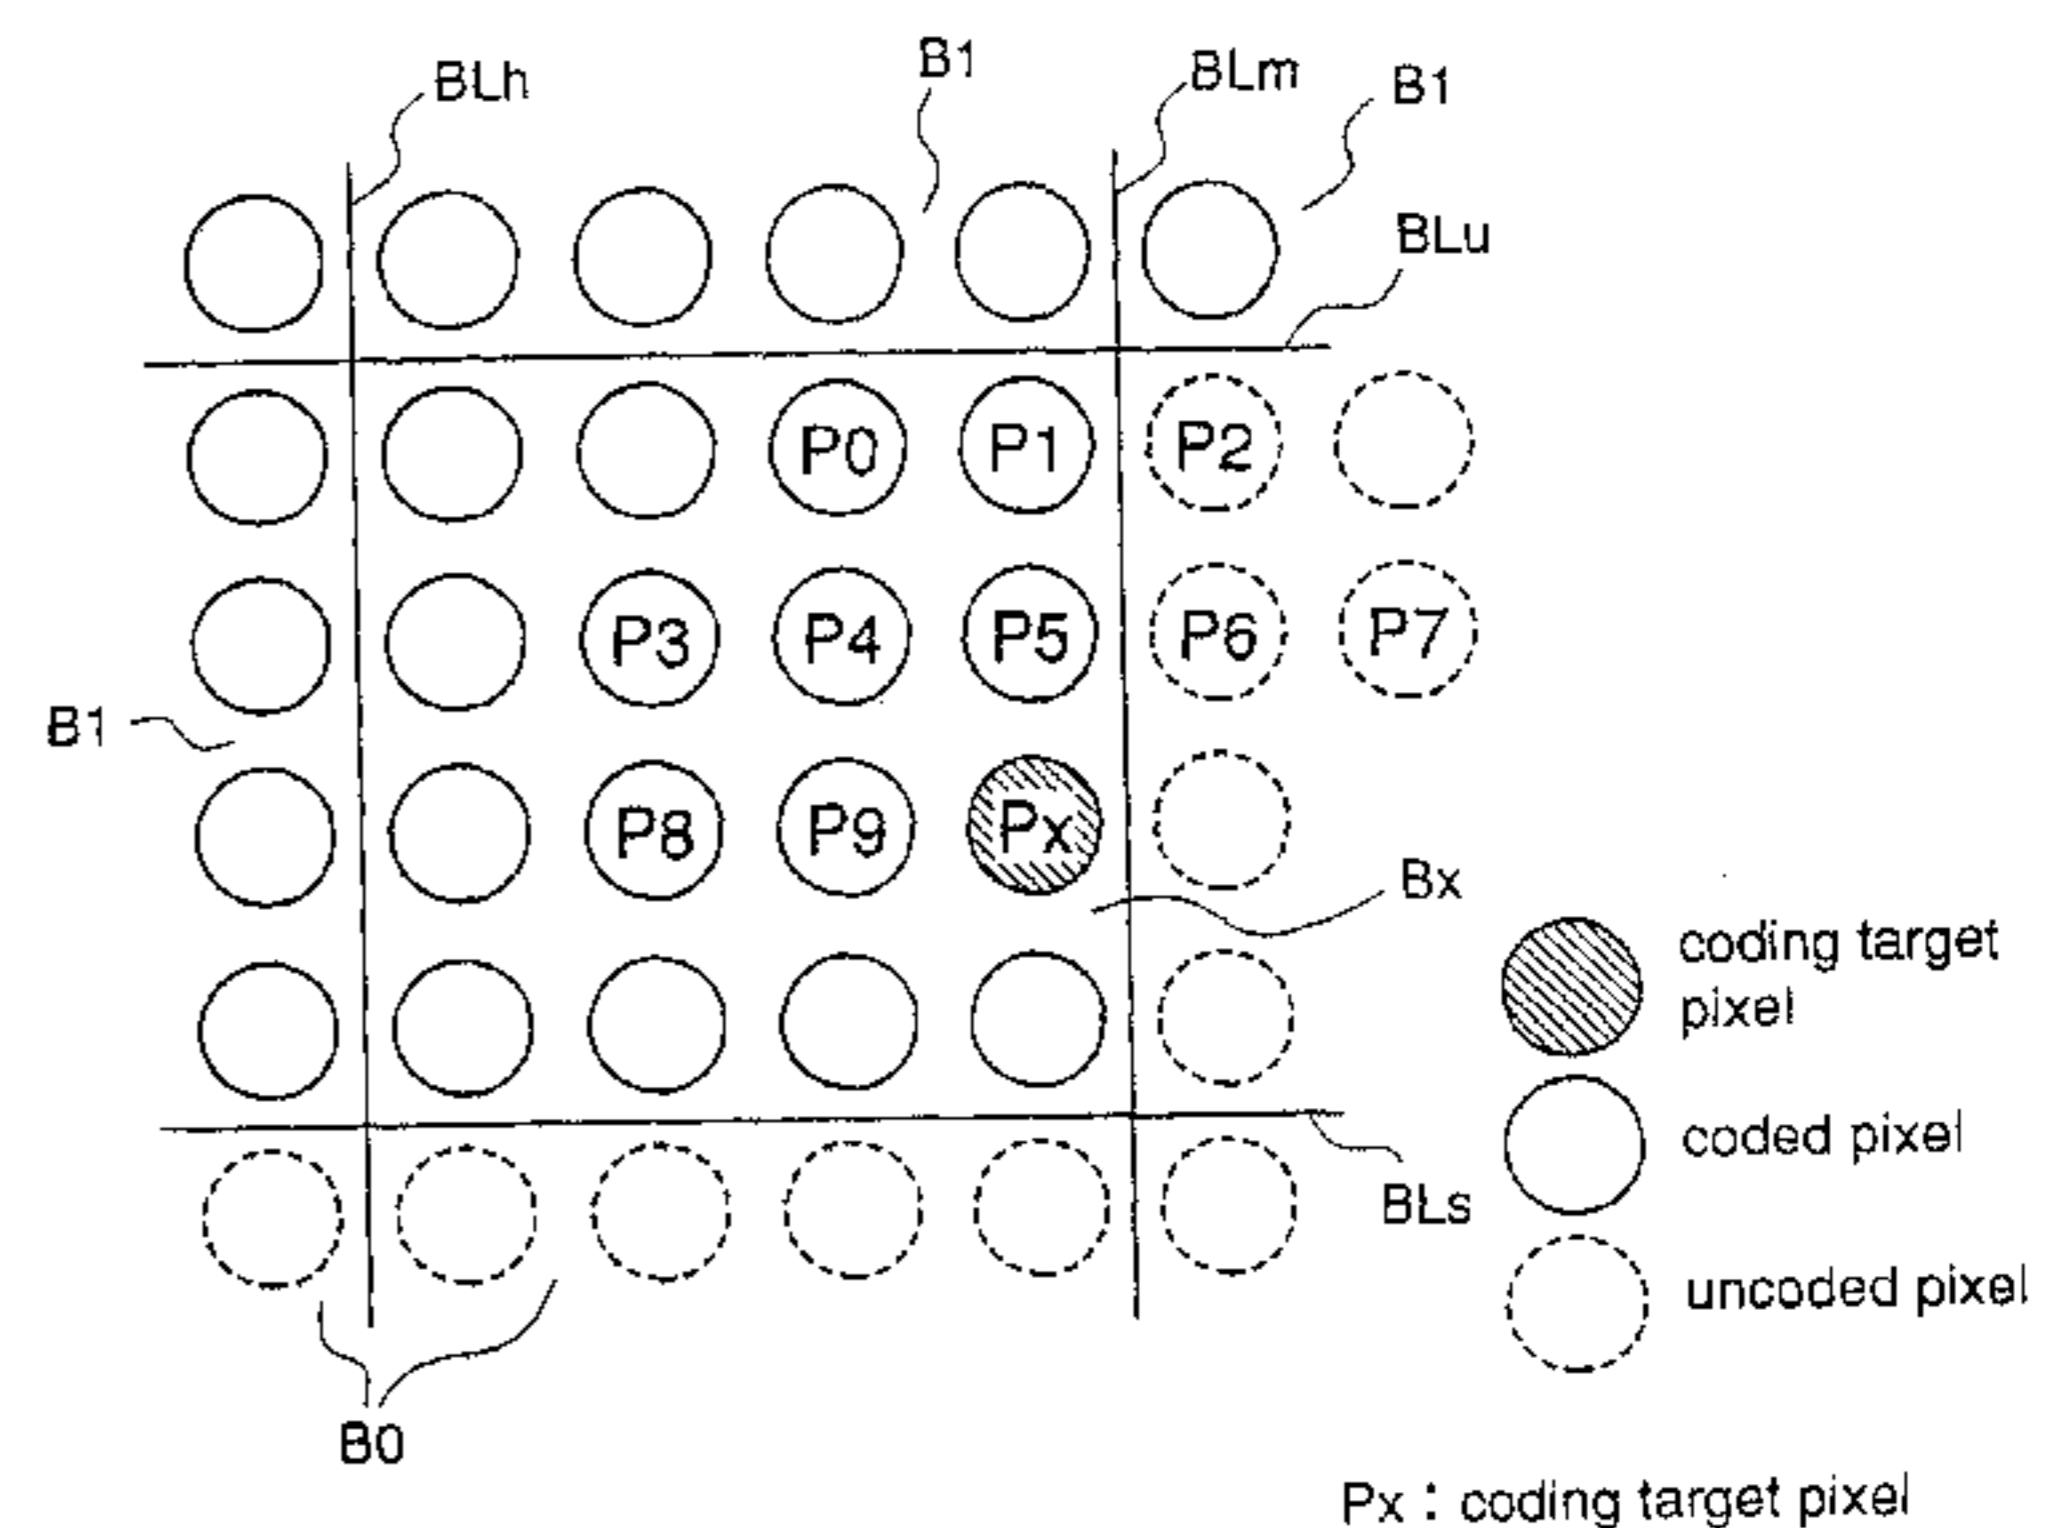 BLh
B1
BLm
B1
BLu
P0 P1 P2
P3 P4 P5 P6 P7
B1
P8 P9 Px
Bx
coding target
pixel
coded pixel
BLs
uncoded pixel
B0
Px : coding target pixel